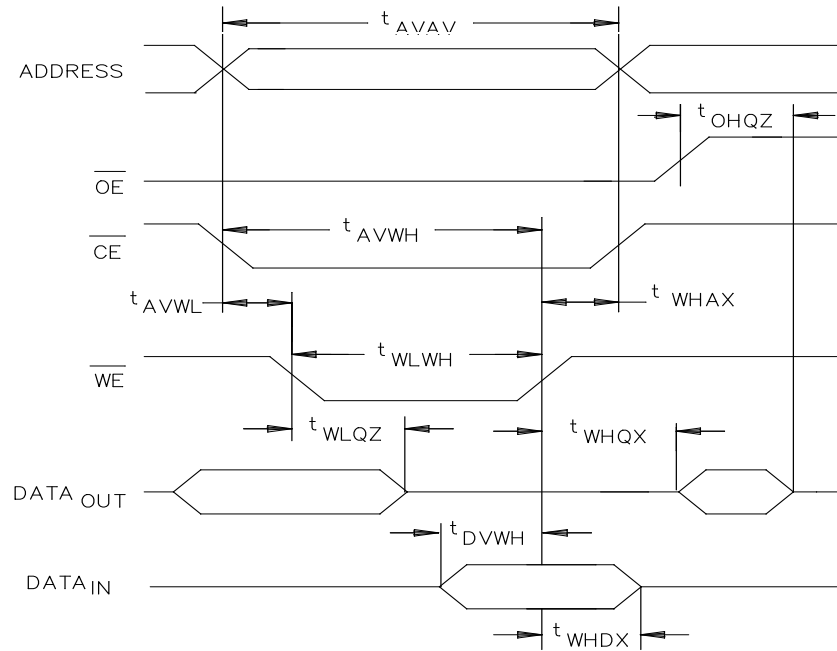 t AVAV
ADDRESS
t OHQZ
OE
t AVWH
CE
t AVWL
t WHAX
t WLWH
WE
t WLQZ
t WHQX
DATA OUT
t DVWH
DATA IN
t WHDX